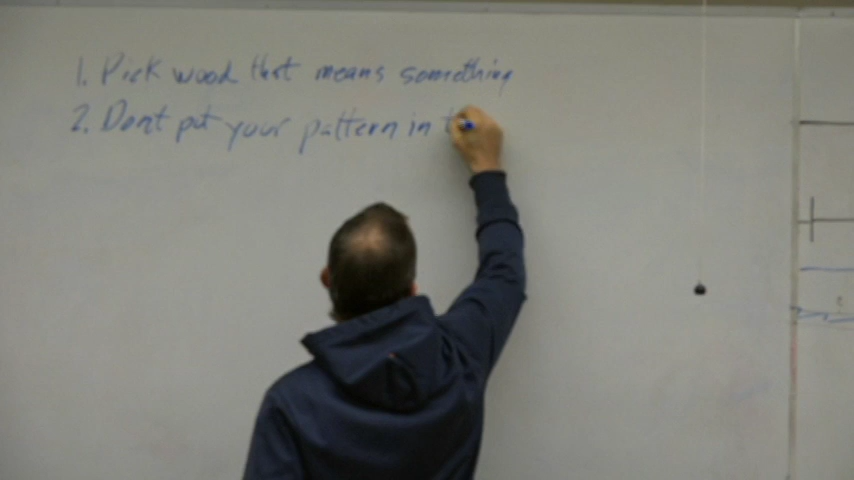 1. Pick wood that means something
2. Dont put your pattern in t